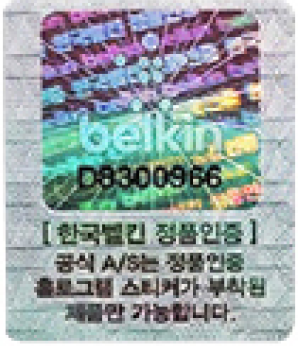 belkin
D8300966
[ 한국벨킨 정품인증 ]
공식 A/S는 정품인증
홀로그램 스티커가 부착된
제품만 가능합니다.